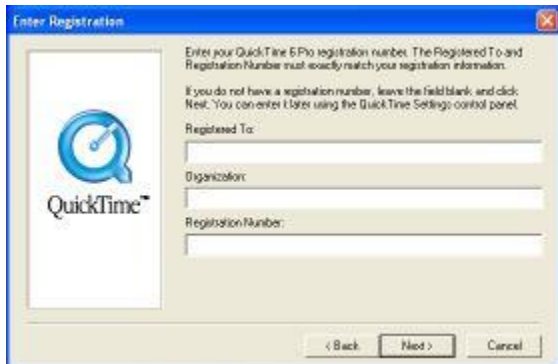 Enter Registration
Enter your QuickTime 6 Pro registration number. The Registered To and
Registration Number must exactly match your registration information.
If you do not have a registration number, leave the field blank and click
Next. You can enter it later using the QuickTime Settings control panel.
Registered To:
Organization:
QuickTime™
Registration Number:
< Back
Next >
Cancel